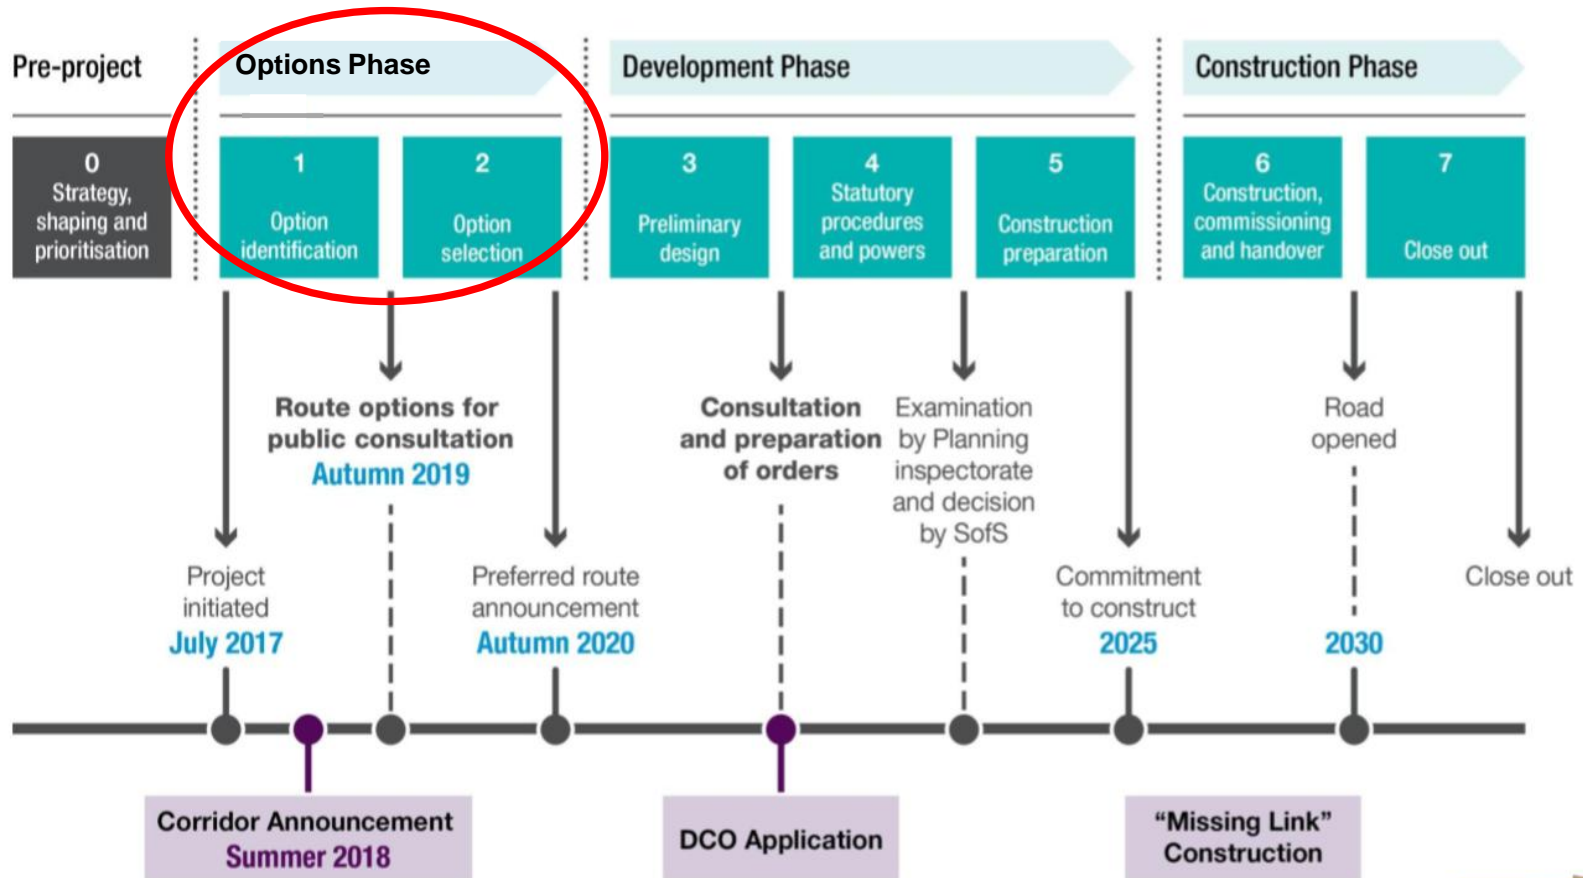 Pre-project
Options Phase
Development Phase
Construction Phase
0
Strategy,
shaping and
prioritisation
1
Option
identification
2
Option
selection
3
Preliminary
design
4
Statutory
procedures
and powers
5
Construction
preparation
6
Construction,
commissioning
and handover
7
Close out
Route options for
public consultation
Autumn 2019
Consultation
and preparation
of orders
Examination
by Planning
inspectorate
and decision
by SofS
Road
opened
Project
initiated
July 2017
Preferred route
announcement
Autumn 2020
Commitment
to construct
2025
2030
Close out
Corridor Announcement
Summer 2018
DCO Application
“Missing Link”
Construction